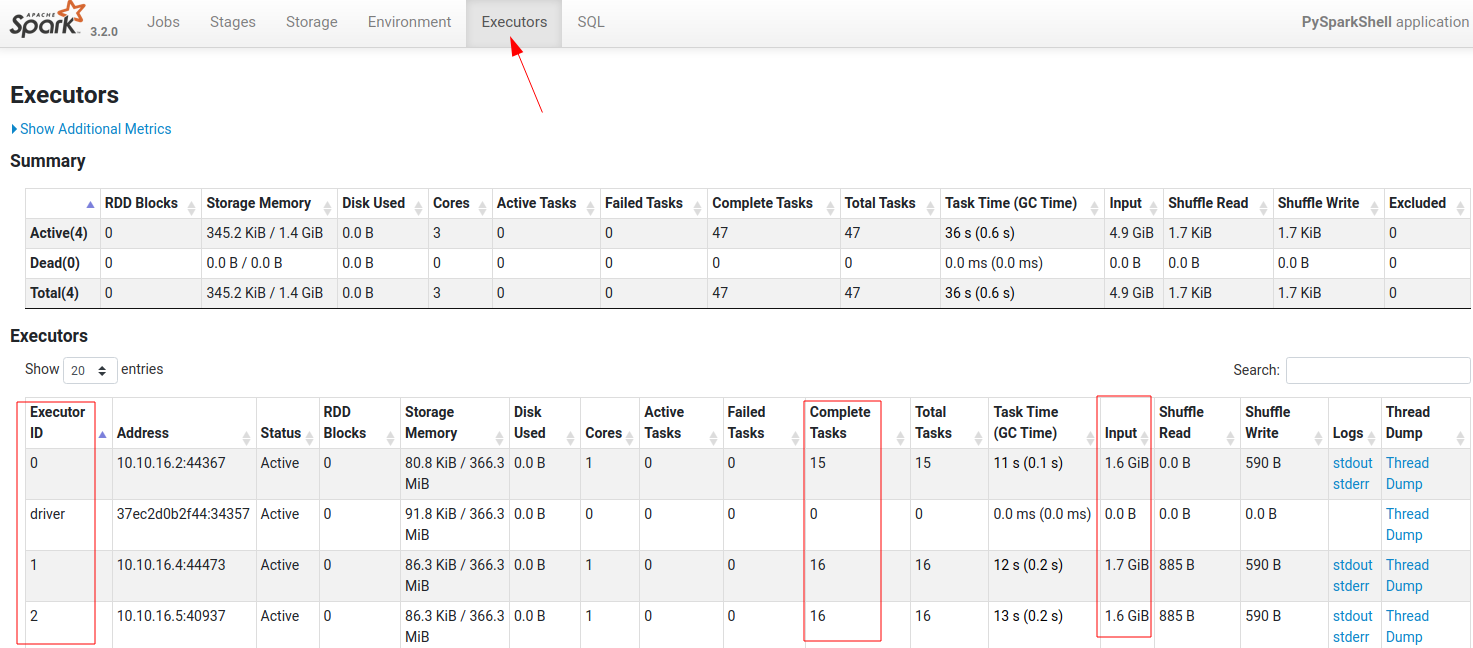 APACHE Spark 3.2.0 Jobs Stages Storage Environment Executors SQL PySparkShell application
Executors
Show Additional Metrics
Summary
RDD Blocks Storage Memory Disk Used Cores Active Tasks Failed Tasks Complete Tasks Total Tasks Task Time (GC Time) Input Shuffle Read Shuffle Write Excluded
Active(4) 0 345.2 KiB / 1.4 GiB 0.0 B 3 0 0 47 47 36 s (0.6 s) 4.9 GiB 1.7 KiB 1.7 KiB 0
Dead(0) 0 0.0 B / 0.0 B 0.0 B 0 0 0 0 0 0.0 ms (0.0 ms) 0.0 B 0.0 B 0.0 B 0
Total(4) 0 345.2 KiB / 1.4 GiB 0.0 B 3 0 0 47 47 36 s (0.6 s) 4.9 GiB 1.7 KiB 1.7 KiB 0
Executors
Show 20 entries Search:
Executor RDD Storage Disk Active Failed Complete Total Task Time Shuffle Shuffle Thread
ID Address Status Blocks Memory Used Cores Tasks Tasks Tasks Tasks (GC Time) Input Read Write Logs Dump
0 10.10.16.2:44367 Active 0 80.8 KiB / 366.3 0.0 B 1 0 0 15 15 11 s (0.1 s) 1.6 GiB 0.0 B 590 B stdout Thread
MiB stderr Dump
driver 37ec2d0b2f44:34357 Active 0 91.8 KiB / 366.3 0.0 B 0 0 0 0 0 0.0 ms (0.0 ms) 0.0 B 0.0 B 0.0 B Thread
MiB Dump
1 10.10.16.4:44473 Active 0 86.3 KiB / 366.3 0.0 B 1 0 0 16 16 12 s (0.2 s) 1.7 GiB 885 B 590 B stdout Thread
MiB stderr Dump
2 10.10.16.5:40937 Active 0 86.3 KiB / 366.3 0.0 B 1 0 0 16 16 13 s (0.2 s) 1.6 GiB 885 B 590 B stdout Thread
MiB stderr Dump